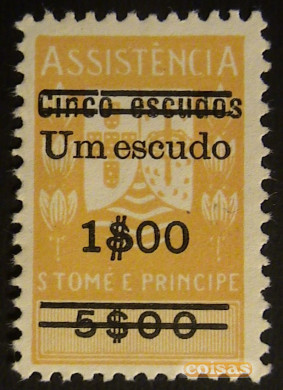 ASSISTÊNCIA
Cinco escudos
Um escudo
1$00
S TOMÉ E PRINCIPE
5$00
coisas